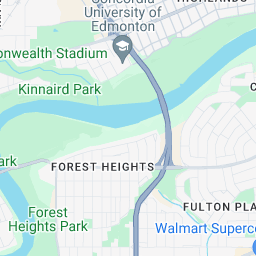 Concordia
University of
Edmonton
HIGHLANDS
nwealth Stadium
Kinnaird Park
C
ark
FOREST HEIGHTS
Forest
Heights Park
FULTON PLA
Walmart Superce